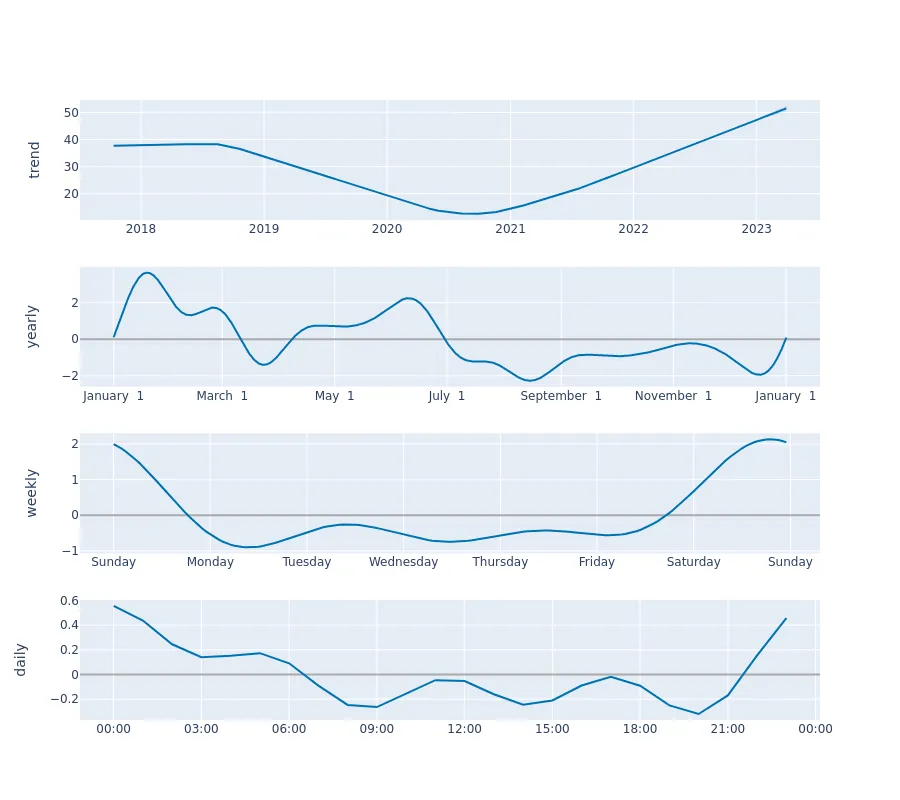 trend
50
40
30
20
2018 2019 2020 2021 2022 2023
yearly
2
0
−2
January 1 March 1 May 1 July 1 September 1 November 1 January 1
weekly
2
1
0
−1
Sunday Monday Tuesday Wednesday Thursday Friday Saturday Sunday
daily
0.6
0.4
0.2
0
−0.2
00:00 03:00 06:00 09:00 12:00 15:00 18:00 21:00 00:00